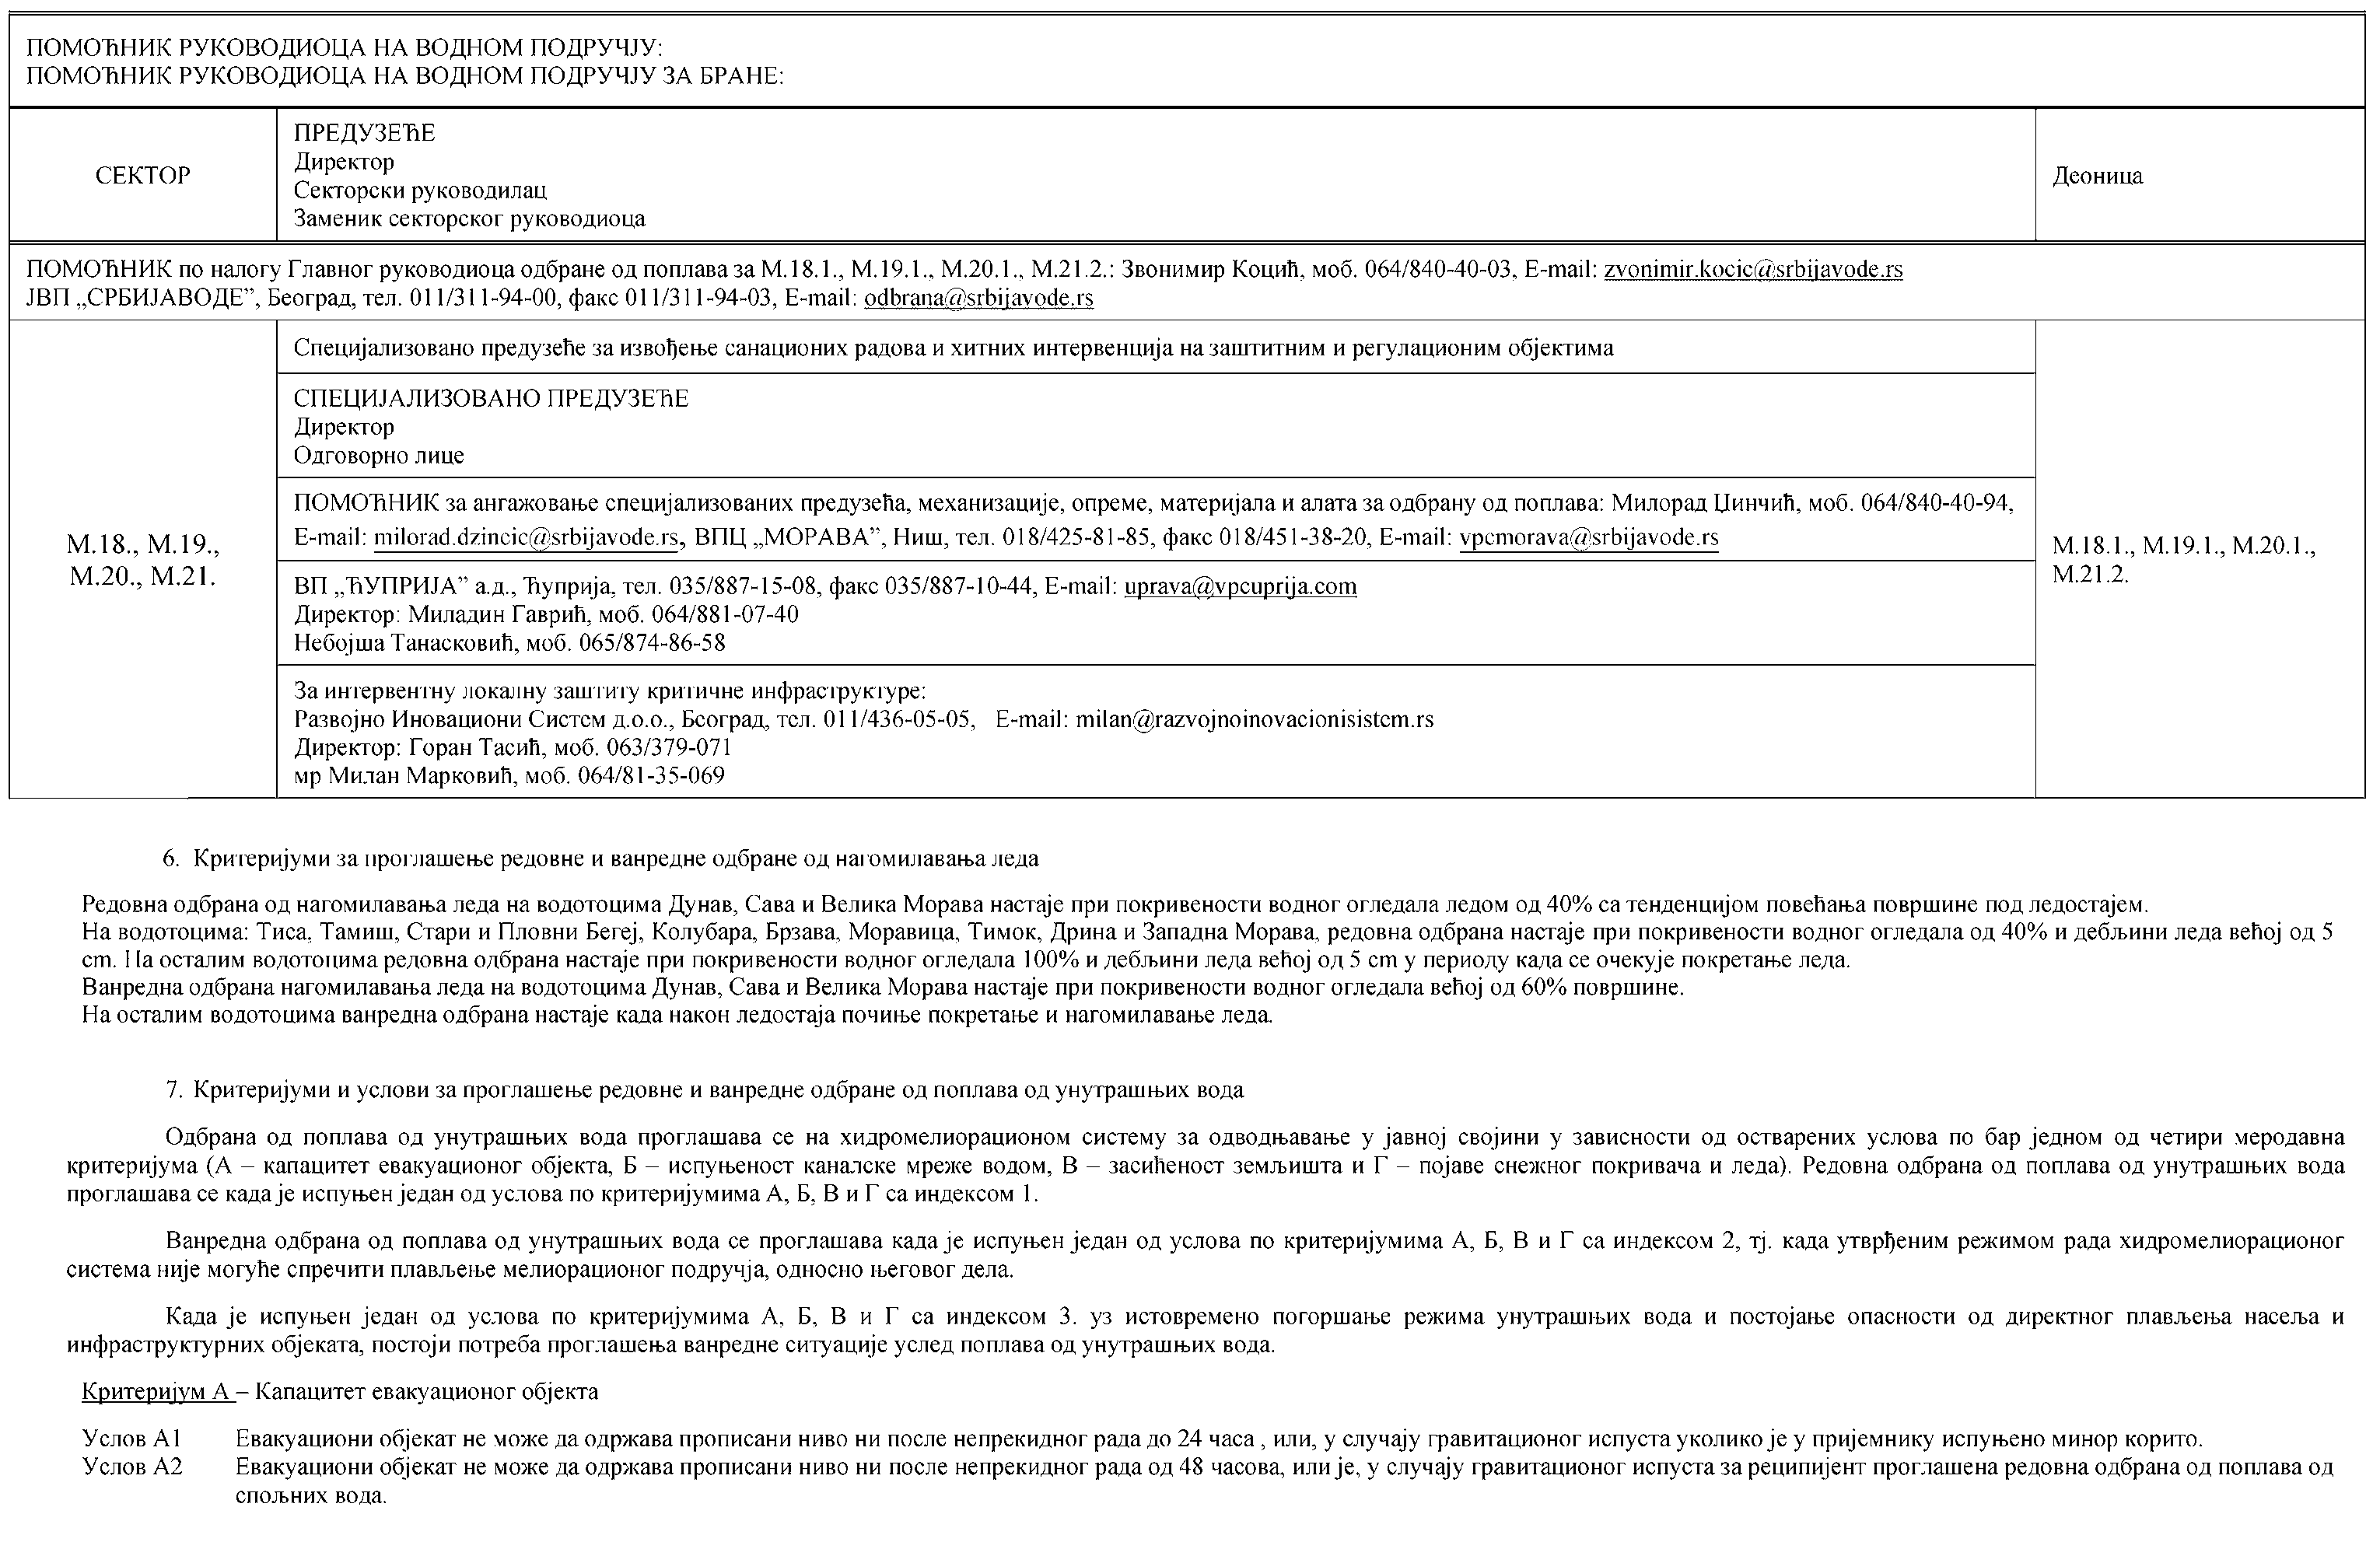 ПОМОЋНИК РУКОВОДИОЦА НА ВОДНОМ ПОДРУЧЈУ:
ПОМОЋНИК РУКОВОДИОЦА НА ВОДНОМ ПОДРУЧЈУ ЗА БРАНЕ:
СЕКТОР
ПРЕДУЗЕЋЕ
Директор
Секторски руководилац
Заменик секторског руководиоца
Деоница
ПОМОЋНИК по налогу Главног руководиоца одбране од поплава за М.18.1., М.19.1., М.20.1., М.21.2.: Звонимир Коцић, моб. 064/840-40-03, E-mail: zvonimir.kocic@srbijavode.rs
ЈВП „СРБИЈАВОДЕ”, Београд, тел. 011/311-94-00, факс 011/311-94-03, E-mail: odbrana@srbijavode.rs
М.18., М.19.,
М.20., М.21.
Специјализовано предузеће за извођење санационих радова и хитних интервенција на заштитним и регулационим објектима
СПЕЦИЈАЛИЗОВАНО ПРЕДУЗЕЋЕ
Директор
Одговорно лице
ПОМОЋНИК за ангажовање специјализованих предузећа, механизације, опреме, материјала и алата за одбрану од поплава: Милорад Џинчић, моб. 064/840-40-94,
E-mail: milorad.dzincic@srbijavode.rs, ВПЦ „МОРАВА”, Ниш, тел. 018/425-81-85, факс 018/451-38-20, E-mail: vpcmorava@srbijavode.rs
ВП „ЋУПРИЈА” а.д., Ћуприја, тел. 035/887-15-08, факс 035/887-10-44, E-mail: uprava@vpcuprija.com
Директор: Миладин Гаврић, моб. 064/881-07-40
Небојша Танасковић, моб. 065/874-86-58
За интервентну локалну заштиту критичне инфраструктуре:
Развојно Иновациони Систем д.о.о., Београд, тел. 011/436-05-05, E-mail: milan@razvojnoinovacionisistem.rs
Директор: Горан Тасић, моб. 063/379-071
мр Милан Марковић, моб. 064/81-35-069
М.18.1., М.19.1., М.20.1.,
М.21.2.
6. Критеријуми за проглашење редовне и ванредне одбране од нагомилавања леда
Редовна одбрана од нагомилавања леда на водотоцима Дунав, Сава и Велика Морава настаје при покривености водног огледала ледом од 40% са тенденцијом повећања површине под ледостајем.
На водотоцима: Тиса, Тамиш, Стари и Пловни Бегеј, Колубара, Брзава, Моравица, Тимок, Дрина и Западна Морава, редовна одбрана настаје при покривености водног огледала од 40% и дебљини леда већој од 5
cm. На осталим водотоцима редовна одбрана настаје при покривености водног огледала 100% и дебљини леда већој од 5 cm у периоду када се очекује покретање леда.
Ванредна одбрана нагомилавања леда на водотоцима Дунав, Сава и Велика Морава настаје при покривености водног огледала већој од 60% површине.
На осталим водотоцима ванредна одбрана настаје када након ледостаја почиње покретање и нагомилавање леда.
7. Критеријуми и услови за проглашење редовне и ванредне одбране од поплава од унутрашњих вода
Одбрана од поплава од унутрашњих вода проглашава се на хидромелиорационом систему за одводњавање у јавној својини у зависности од остварених услова по бар једном од четири меродавна
критеријума (А – капацитет евакуационог објекта, Б – испуњеност каналске мреже водом, В – засићеност земљишта и Г – појаве снежног покривача и леда). Редовна одбрана од поплава од унутрашњих вода
проглашава се када је испуњен један од услова по критеријумима А, Б, В и Г са индексом 1.
Ванредна одбрана од поплава од унутрашњих вода се проглашава када је испуњен један од услова по критеријумима А, Б, В и Г са индексом 2, тј. када утврђеним режимом рада хидромелиорационог
система није могуће спречити плављење мелиорационог подручја, односно његовог дела.
Када је испуњен један од услова по критеријумима А, Б, В и Г са индексом 3. уз истовремено погоршање режима унутрашњих вода и постојање опасности од директног плављења насеља и
инфраструктурних објеката, постоји потреба проглашења ванредне ситуације услед поплава од унутрашњих вода.
Критеријум А – Капацитет евакуационог објекта
Услов А1 Евакуациони објекат не може да одржава прописани ниво ни после непрекидног рада до 24 часа , или, у случају гравитационог испуста уколико је у пријемнику испуњено минор корито.
Услов А2 Евакуациони објекат не може да одржава прописани ниво ни после непрекидног рада од 48 часова, или је, у случају гравитационог испуста за реципијент проглашена редовна одбрана од поплава од
спољних вода.